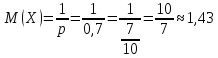 M(X) = 1/p = 1/0,7 = 1/(7/10) = 10/7 ≈ 1,43